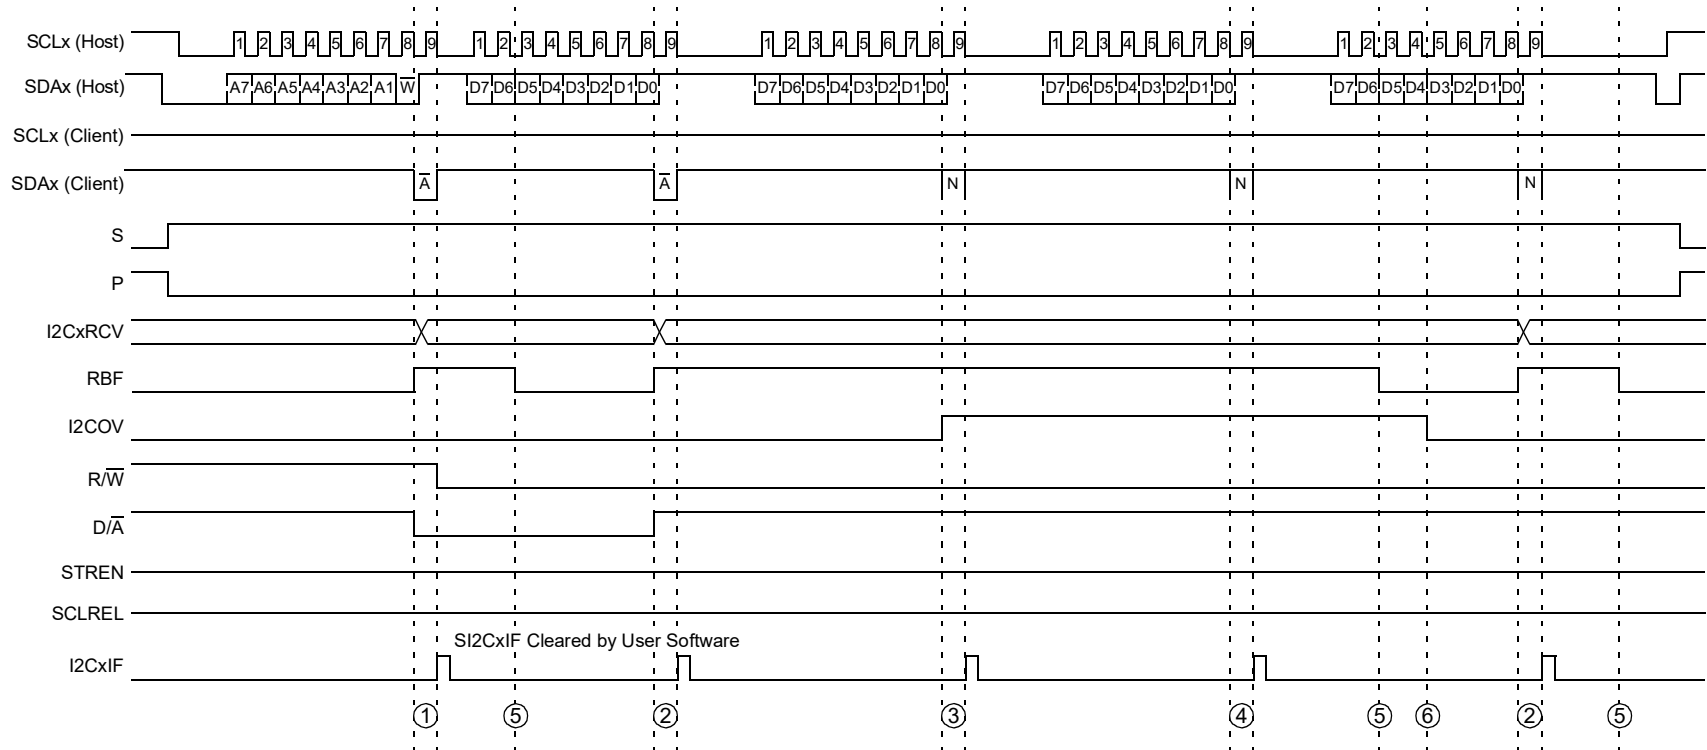 SCLx (Host) 1 2 3 4 5 6 7 8 9 1 2 3 4 5 6 7 8 9 1 2 3 4 5 6 7 8 9 1 2 3 4 5 6 7 8 9 1 2 3 4 5 6 7 8 9
SDAx (Host) A7 A6 A5 A4 A3 A2 A1 W̅ D7 D6 D5 D4 D3 D2 D1 D0 D7 D6 D5 D4 D3 D2 D1 D0 D7 D6 D5 D4 D3 D2 D1 D0 D7 D6 D5 D4 D3 D2 D1 D0
SCLx (Client)
SDAx (Client) A̅ A̅ N N N
S
P
I2CxRCV
RBF
I2COV
R/W̅
D/A̅
STREN
SCLREL
SI2CxIF Cleared by User Software
I2CxIF
① ⑤ ② ③ ④ ⑤ ⑥ ② ⑤